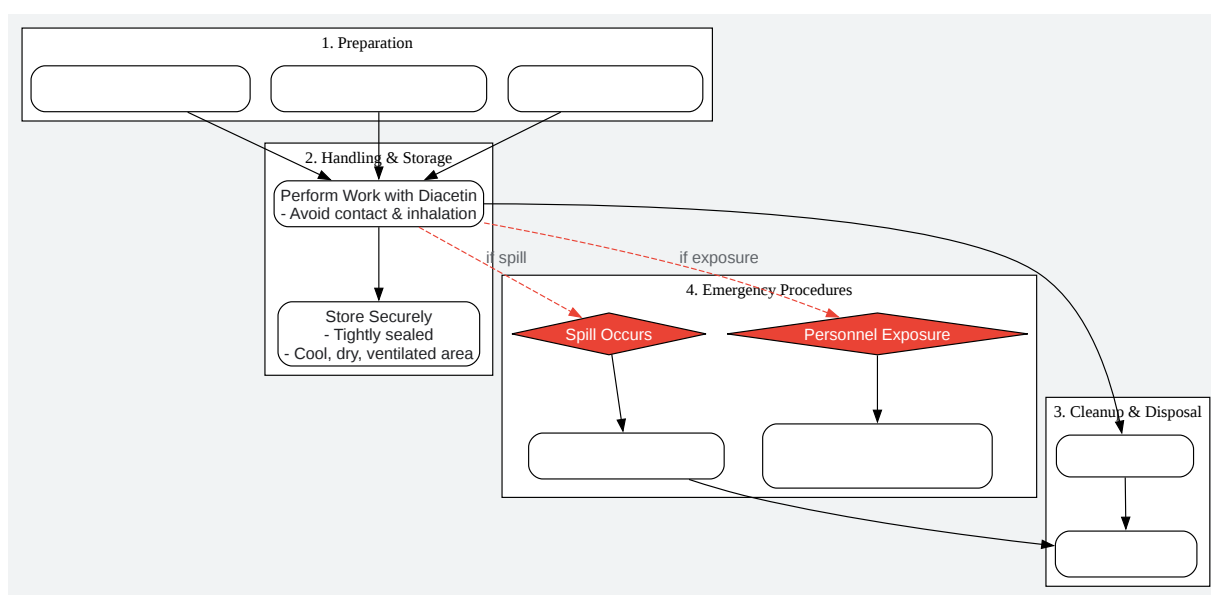 1. Preparation
2. Handling & Storage
Perform Work with Diacetin
- Avoid contact & inhalation
if spill
if exposure
4. Emergency Procedures
Store Securely
- Tightly sealed
- Cool, dry, ventilated area
Spill Occurs
Personnel Exposure
3. Cleanup & Disposal